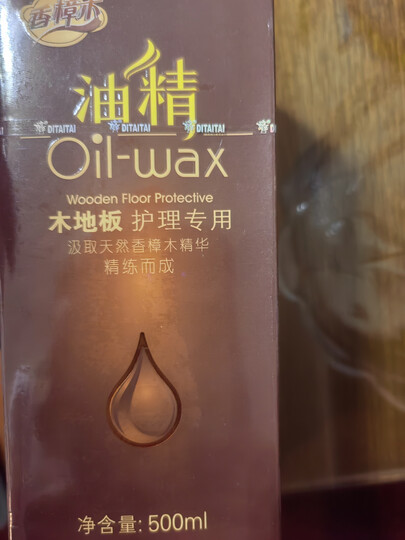 香樟木
油精
DITAITAI DITAITAI DITAITAI
Oil-wax
Wooden Floor Protective
木地板 护理专用
汲取天然香樟木精华
精练而成
净含量: 500ml